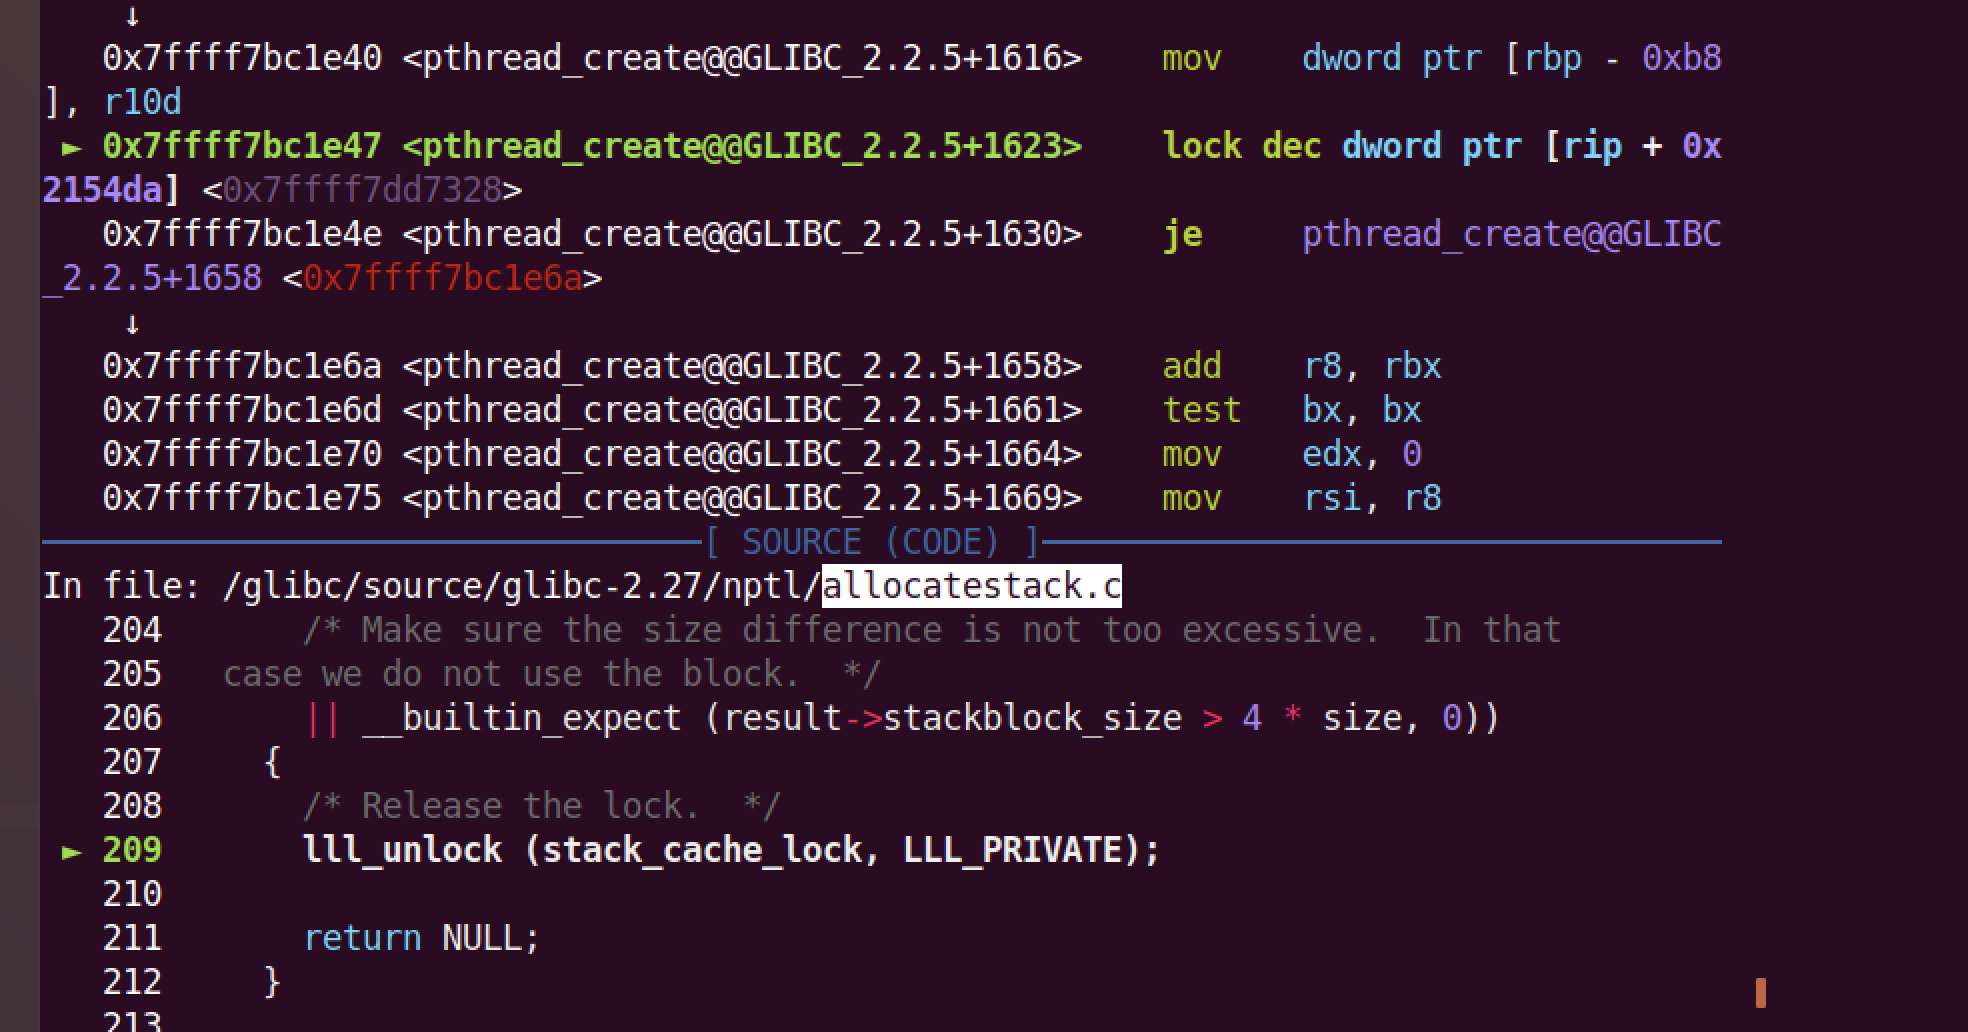 ↓
0x7ffff7bc1e40 <pthread_create@@GLIBC_2.2.5+1616>    mov    dword ptr [rbp - 0xb8
], r10d
► 0x7ffff7bc1e47 <pthread_create@@GLIBC_2.2.5+1623>    lock dec dword ptr [rip + 0x
2154da] <0x7ffff7dd7328>
0x7ffff7bc1e4e <pthread_create@@GLIBC_2.2.5+1630>    je     pthread_create@@GLIBC
_2.2.5+1658 <0x7ffff7bc1e6a>
↓
0x7ffff7bc1e6a <pthread_create@@GLIBC_2.2.5+1658>    add    r8, rbx
0x7ffff7bc1e6d <pthread_create@@GLIBC_2.2.5+1661>    test   bx, bx
0x7ffff7bc1e70 <pthread_create@@GLIBC_2.2.5+1664>    mov    edx, 0
0x7ffff7bc1e75 <pthread_create@@GLIBC_2.2.5+1669>    mov    rsi, r8
[ SOURCE (CODE) ]
In file: /glibc/source/glibc-2.27/nptl/allocatestack.c
204       /* Make sure the size difference is not too excessive.  In that
205   case we do not use the block.  */
206       || __builtin_expect (result->stackblock_size > 4 * size, 0))
207     {
208       /* Release the lock.  */
► 209       lll_unlock (stack_cache_lock, LLL_PRIVATE);
210
211       return NULL;
212     }
213